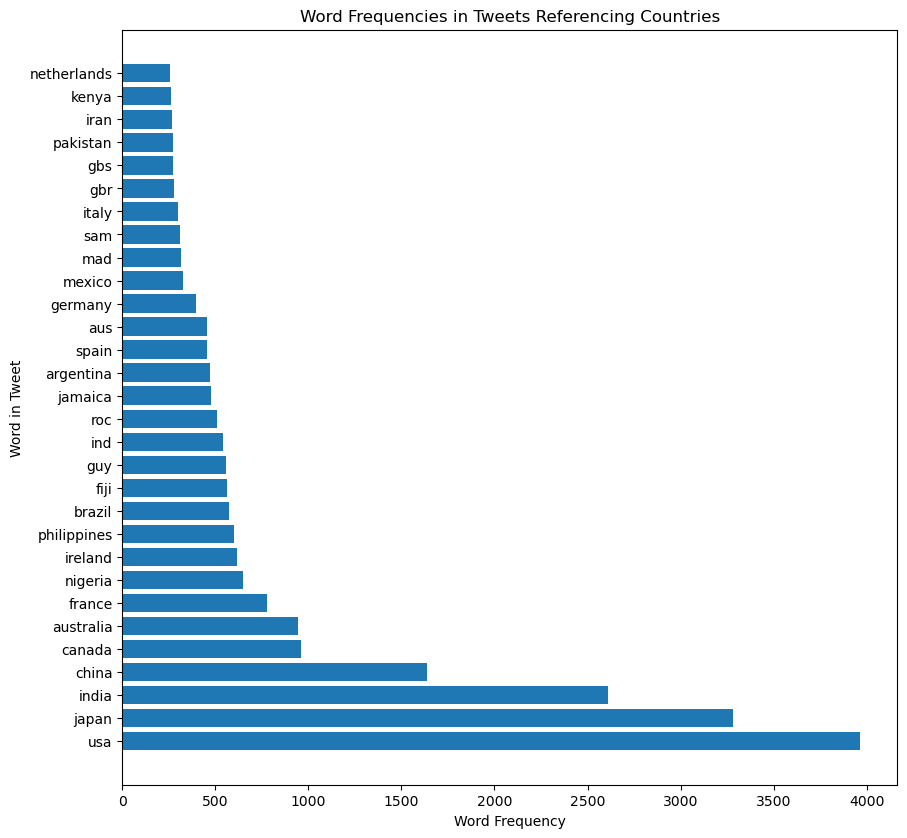 Word Frequencies in Tweets Referencing Countries
netherlands
kenya
iran
pakistan
gbs
gbr
italy
sam
mad
mexico
germany
aus
spain
argentina
jamaica
roc
ind
guy
fiji
brazil
philippines
ireland
nigeria
france
australia
canada
china
india
japan
usa
Word in Tweet
0 500 1000 1500 2000 2500 3000 3500 4000
Word Frequency